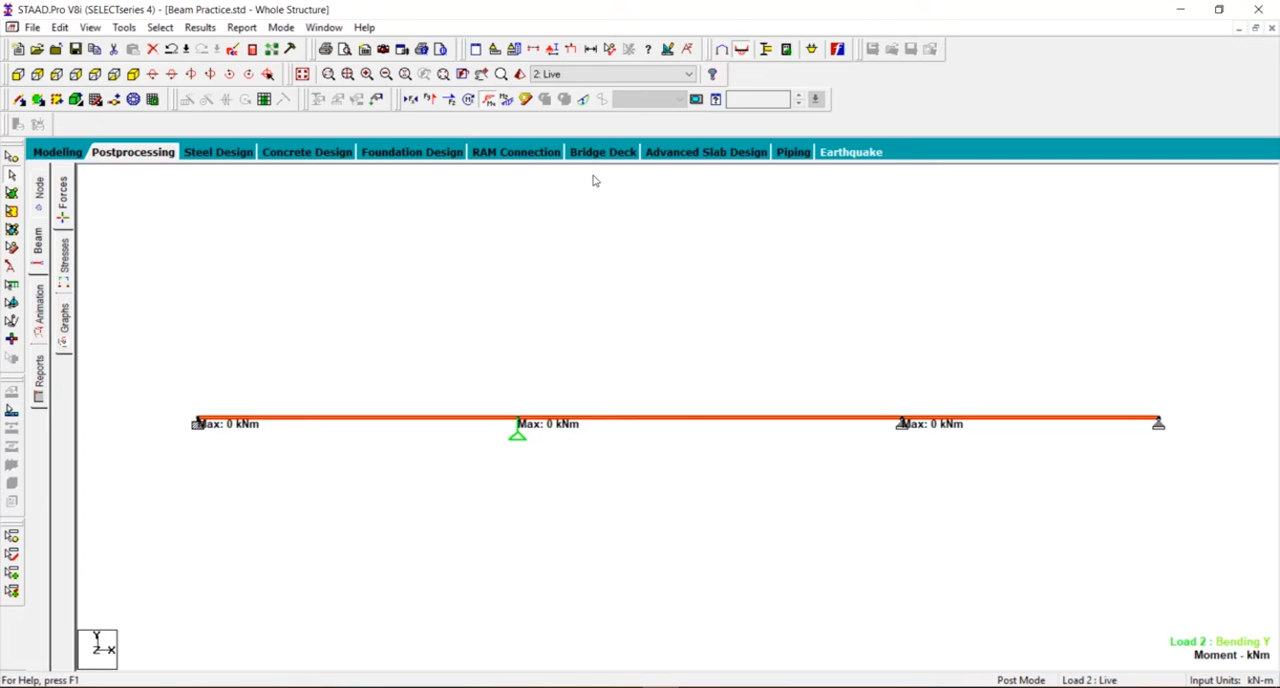 STAAD.Pro V8i (SELECTseries 4) - [Beam Practice.std - Whole Structure]
File Edit View Tools Select Results Report Mode Window Help
2: Live
Modeling Postprocessing Steel Design Concrete Design Foundation Design RAM Connection Bridge Deck Advanced Slab Design Piping Earthquake
Node
Beam
Animation
Reports
Forces
Stresses
Graphs
Max: 0 kNm Max: 0 kNm Max: 0 kNm
Y
Z X
Load 2 : Bending Y
Moment - kNm
For Help, press F1 Post Mode Load 2 : Live Input Units: kN-m